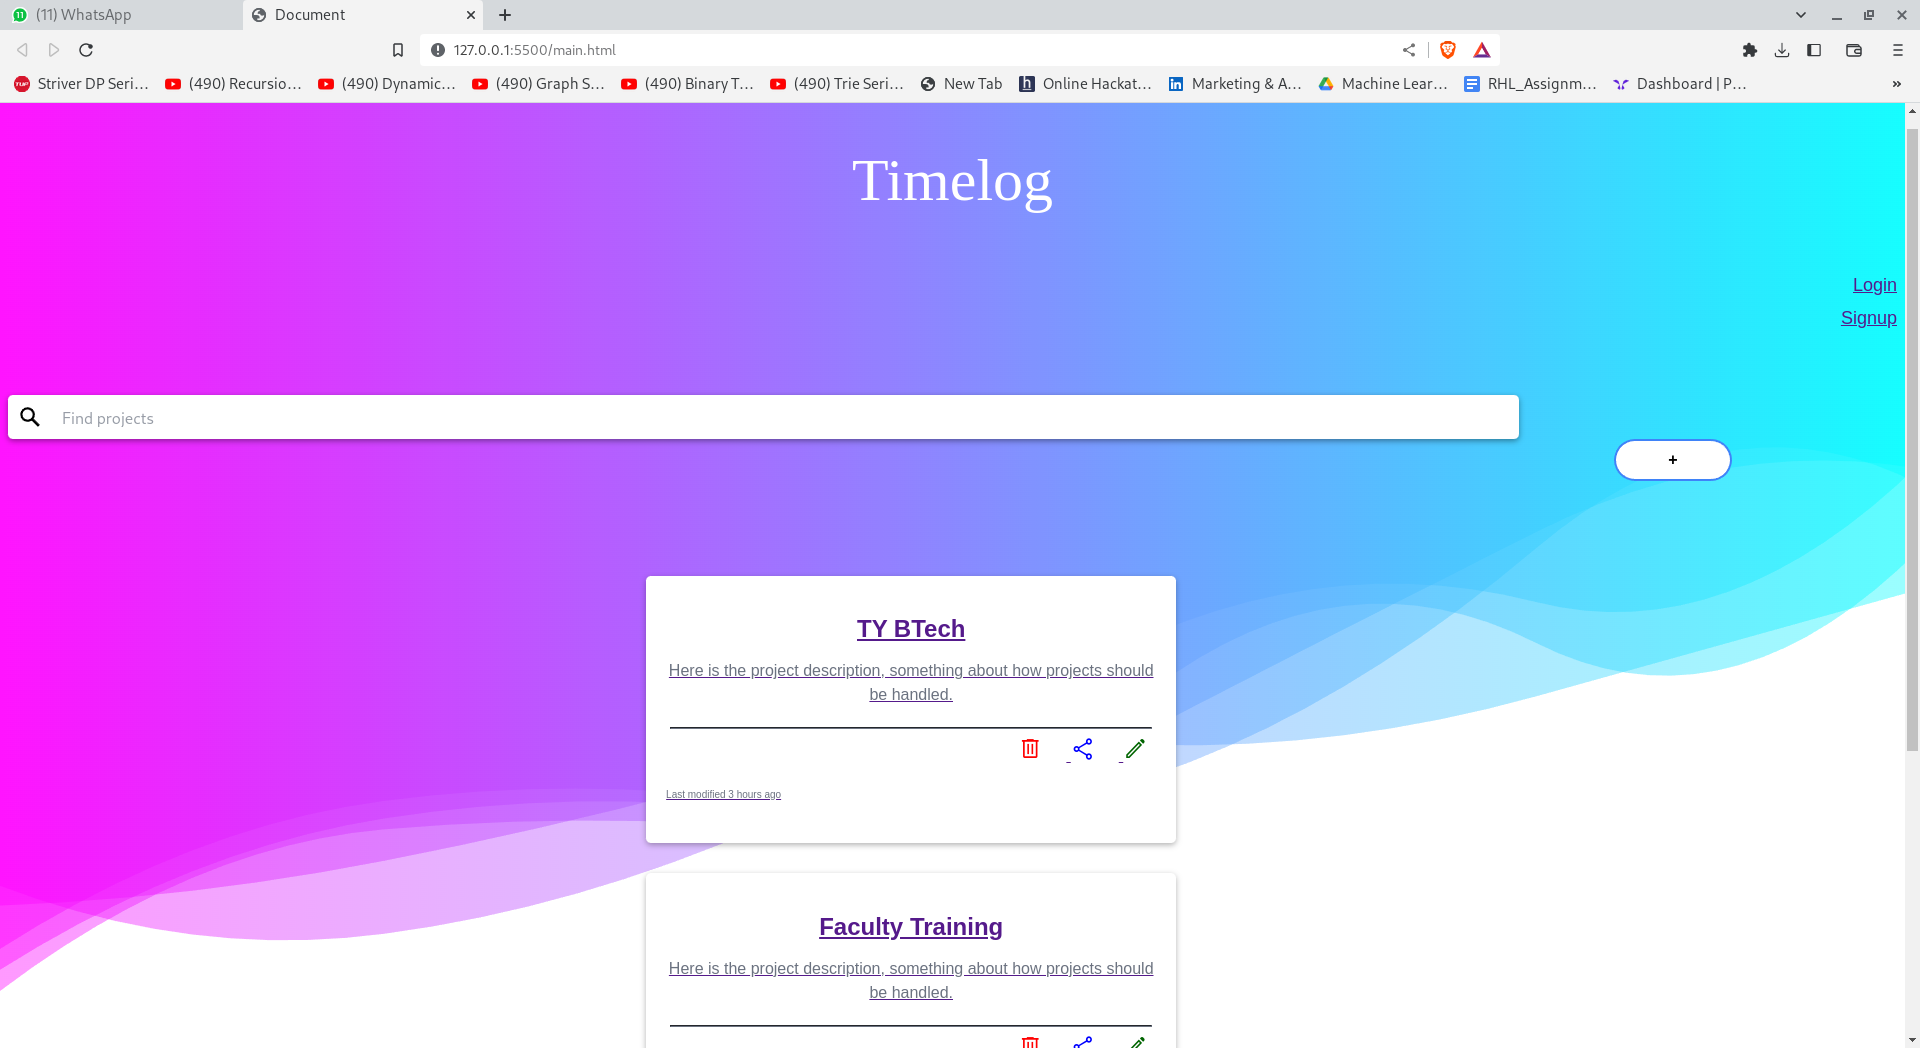 (11) WhatsApp
Document
127.0.0.1:5500/main.html
Striver DP Seri... (490) Recursio... (490) Dynamic... (490) Graph S... (490) Binary T... (490) Trie Seri... New Tab Online Hackat... Marketing & A... Machine Lear... RHL_Assignm... Dashboard | P... »
Timelog
Login
Signup
Find projects
+
TY BTech
Here is the project description, something about how projects should
be handled.
Last modified 3 hours ago
Faculty Training
Here is the project description, something about how projects should
be handled.